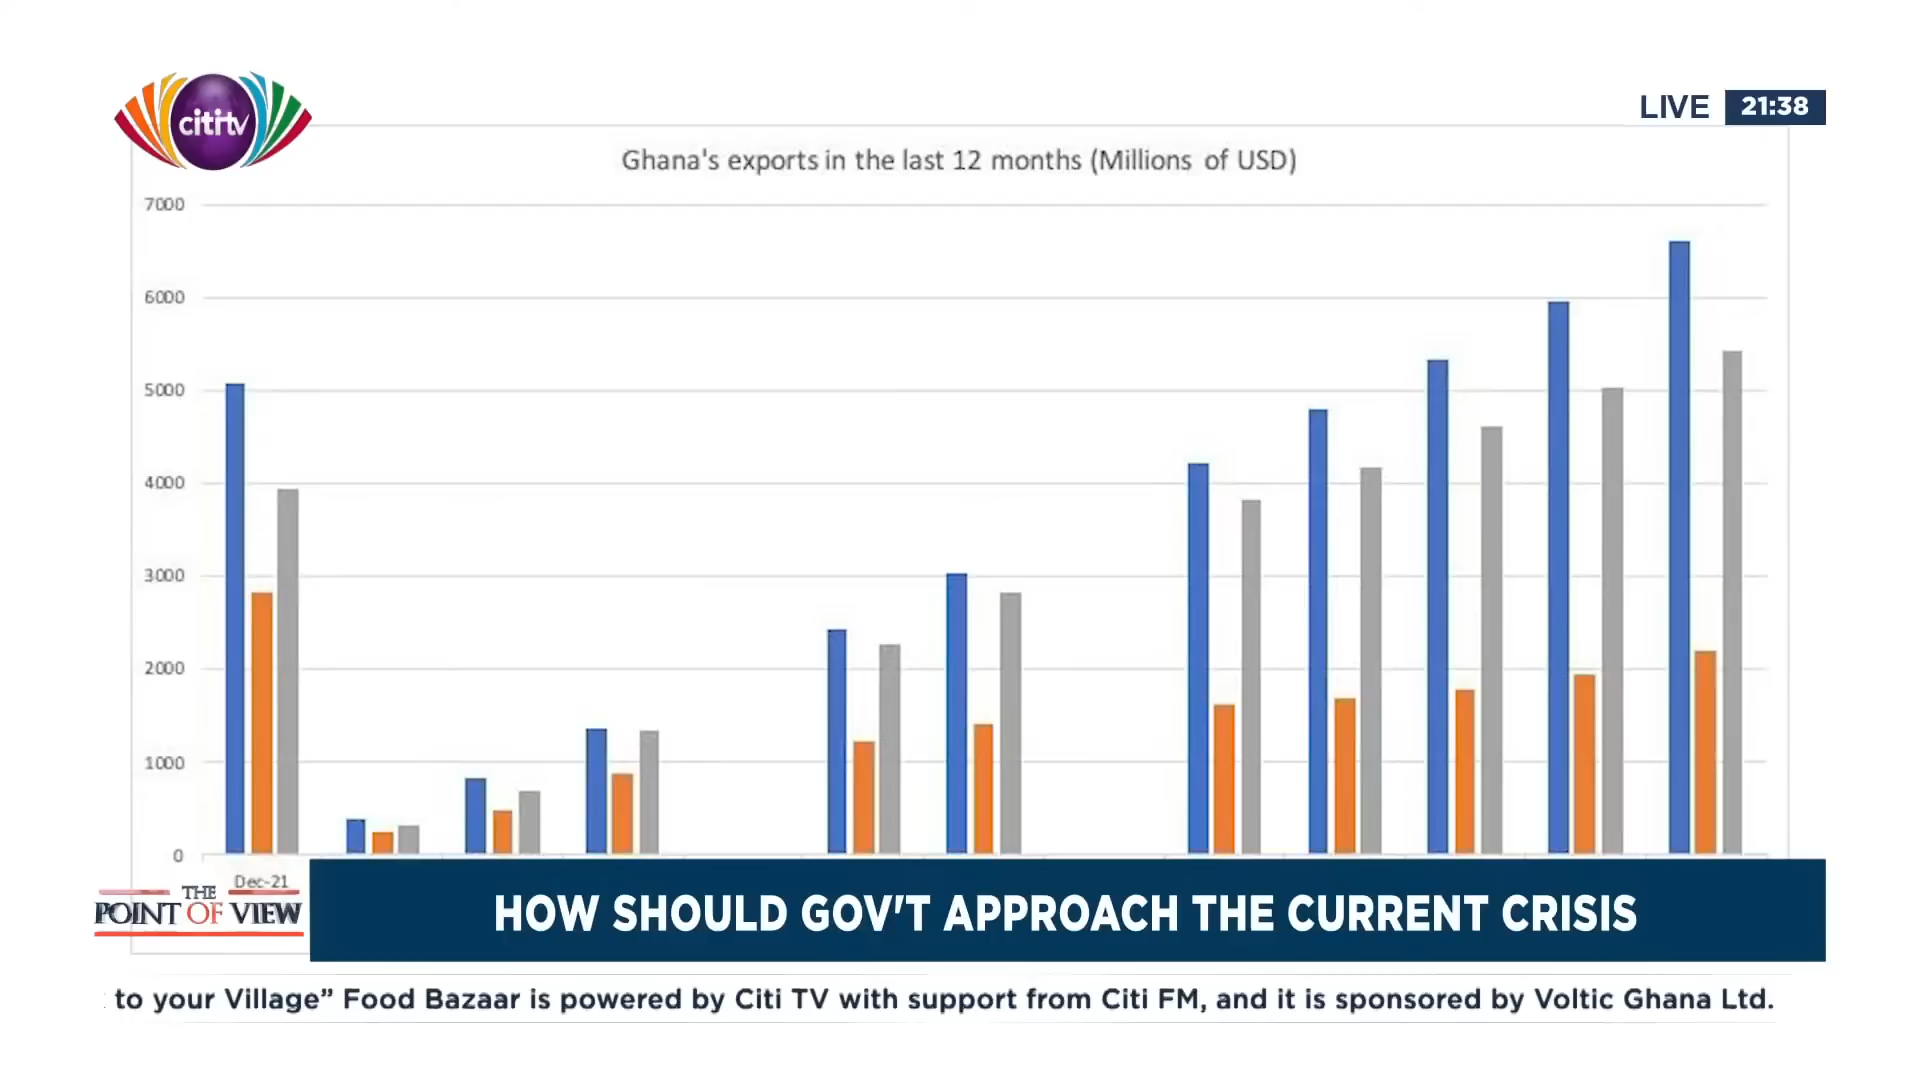 cititv
LIVE 21:38
Ghana's exports in the last 12 months (Millions of USD)
7000
6000
5000
4000
3000
2000
1000
0
Dec-21
THE
POINT OF VIEW
HOW SHOULD GOV'T APPROACH THE CURRENT CRISIS
to your Village” Food Bazaar is powered by Citi TV with support from Citi FM, and it is sponsored by Voltic Ghana Ltd.